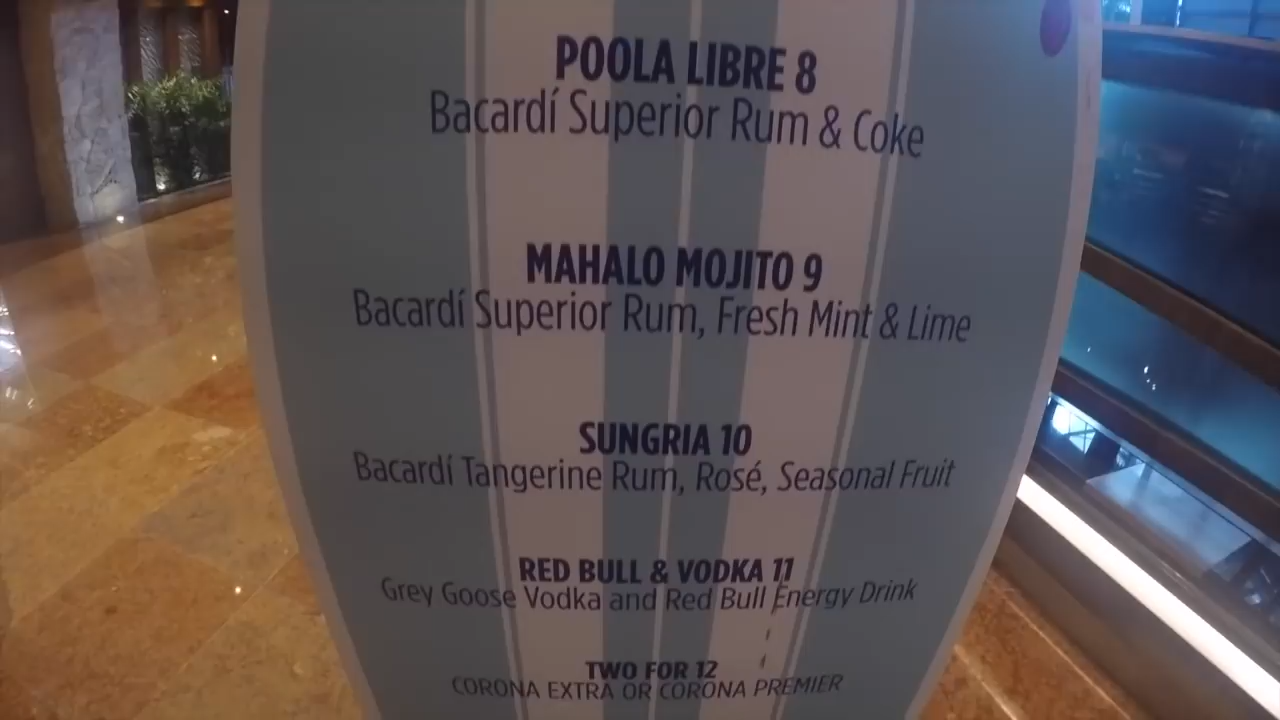 POOLA LIBRE 8
Bacardí Superior Rum & Coke
MAHALO MOJITO 9
Bacardí Superior Rum, Fresh Mint & Lime
SUNGRIA 10
Bacardí Tangerine Rum, Rosé, Seasonal Fruit
RED BULL & VODKA 11
Grey Goose Vodka and Red Bull Energy Drink
TWO FOR 12
CORONA EXTRA OR CORONA PREMIER